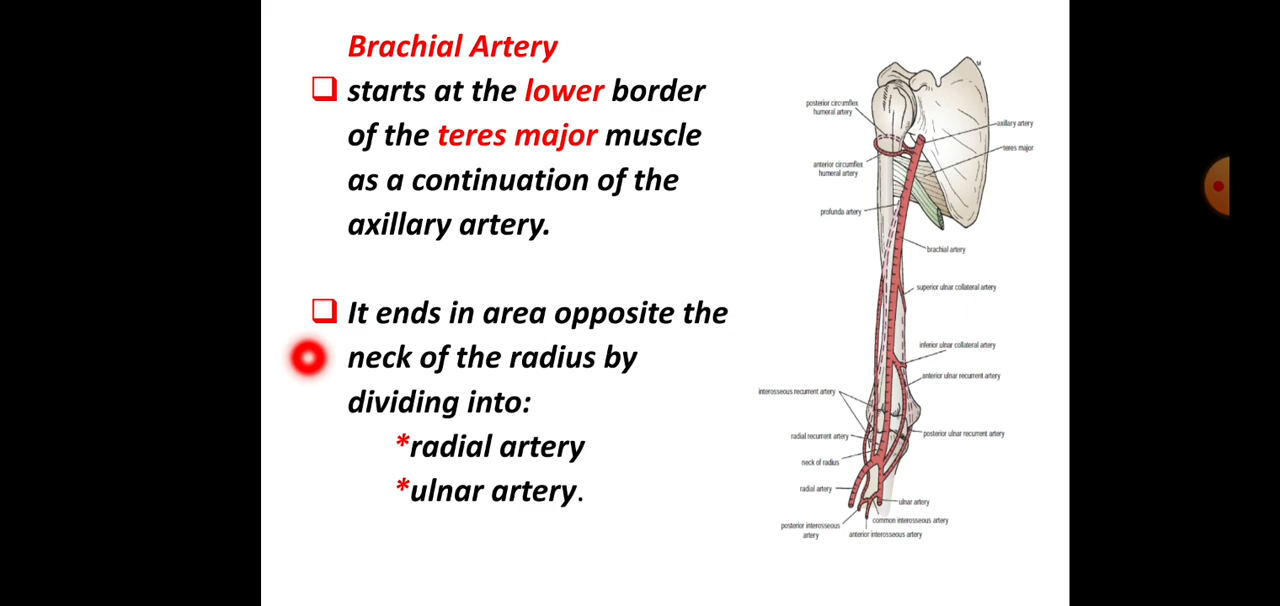 Brachial Artery
❑ starts at the lower border
of the teres major muscle
as a continuation of the
axillary artery.
❑ It ends in area opposite the
neck of the radius by
dividing into:
*radial artery
*ulnar artery.
posterior circumflex
humeral artery
axillary artery
teres major
anterior circumflex
humeral artery
profunda artery
brachial artery
superior ulnar collateral artery
inferior ulnar collateral artery
anterior ulnar recurrent artery
interosseous recurrent artery
radial recurrent artery
posterior ulnar recurrent artery
neck of radius
radial artery
ulnar artery
common interosseous artery
posterior interosseous
artery
anterior interosseous artery